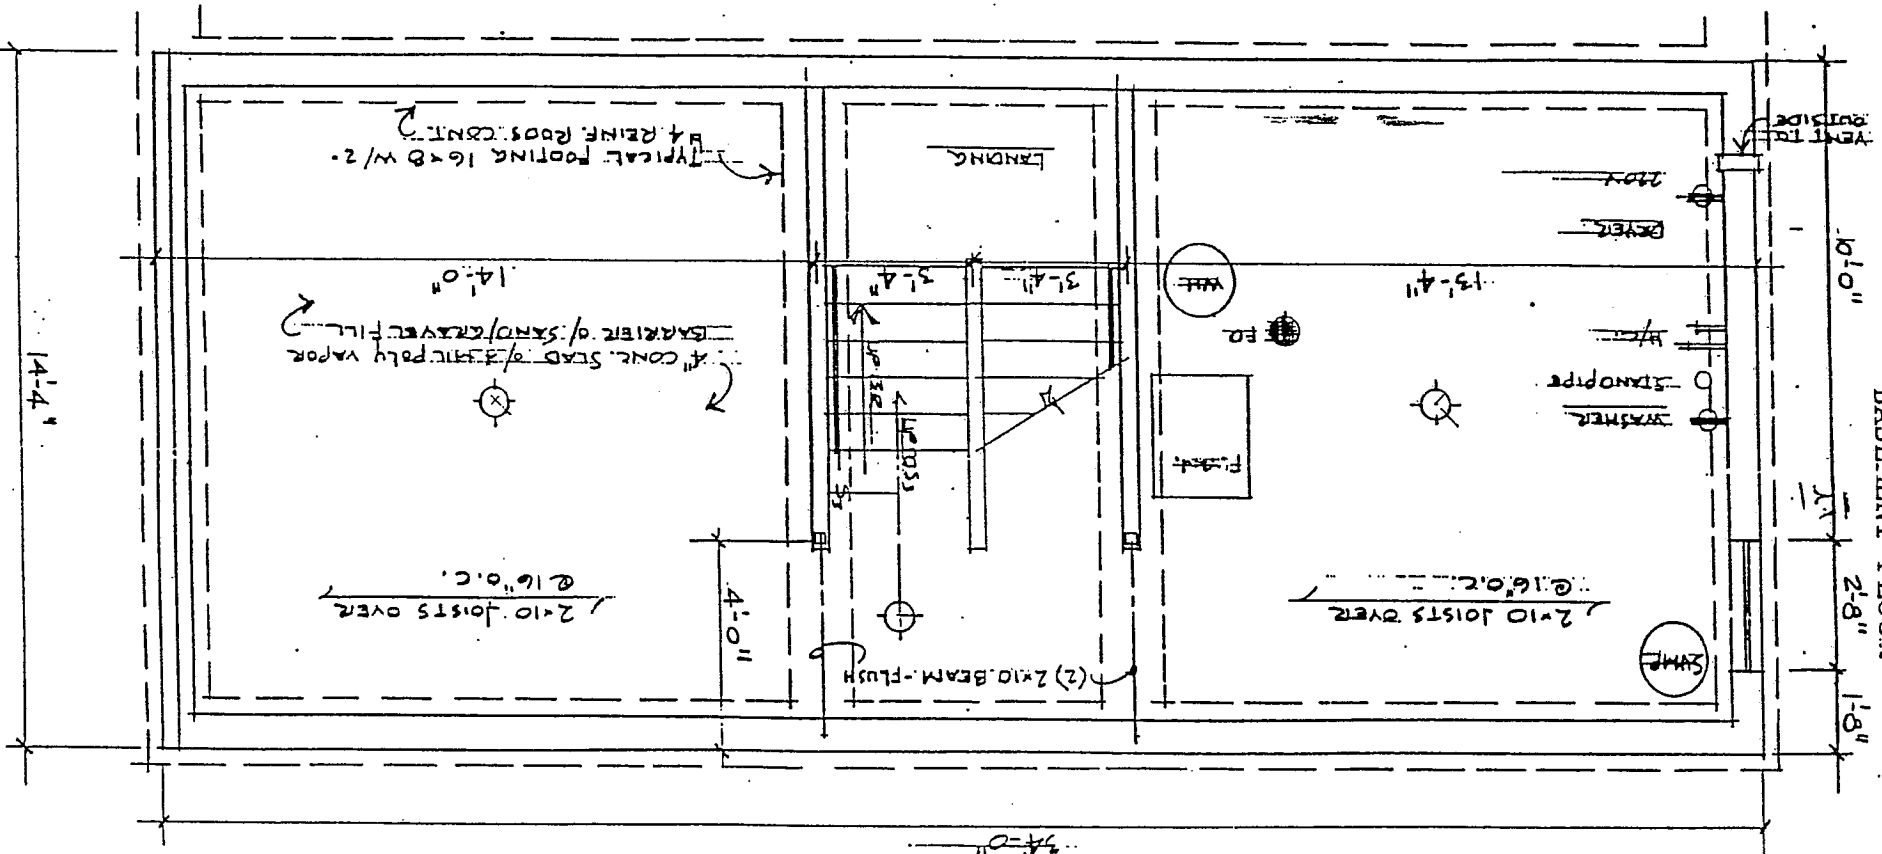 34'-0"
1'-8"
2'-8"
10'-0"
14'-4"
(2) 2x10 BEAM-FLUSH
4'-0"
SUMP
2x10 JOISTS OVER
@ 16" O.C.
2x10 JOISTS OVER
@ 16" O.C.
WASHER
STANDPIPE
H/C
DRYER
220V
VENT TO
OUTSIDE
FD
WH
13'-4"
3'-4"
3'-4"
14'-0"
LANDING
4" CONC. SLAB O/ MIL POLY VAPOR
BARRIER O/ SAND/GRAVEL FILL
TYPICAL FOOTING 16x8 W/2-
#4 REINF. RODS CONT.